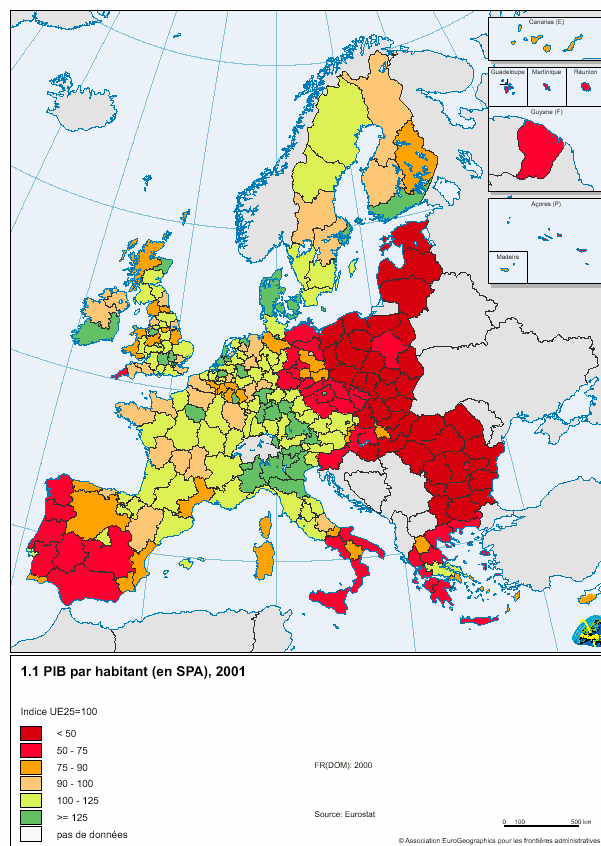 Canarias (E)
Guadeloupe Martinique Réunion
Guyane (F)
Açores (P)
Madeira
1.1 PIB par habitant (en SPA), 2001
Indice UE25=100
< 50
50 - 75
75 - 90
90 - 100
100 - 125
>= 125
pas de données
FR(DOM): 2000
Source: Eurostat
0 100 500 km
© Association EuroGeographics pour les frontières administratives